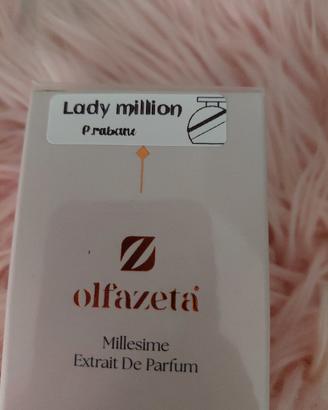 Lady million
P.rabanne
olfazeta
Millesime
Extrait De Parfum